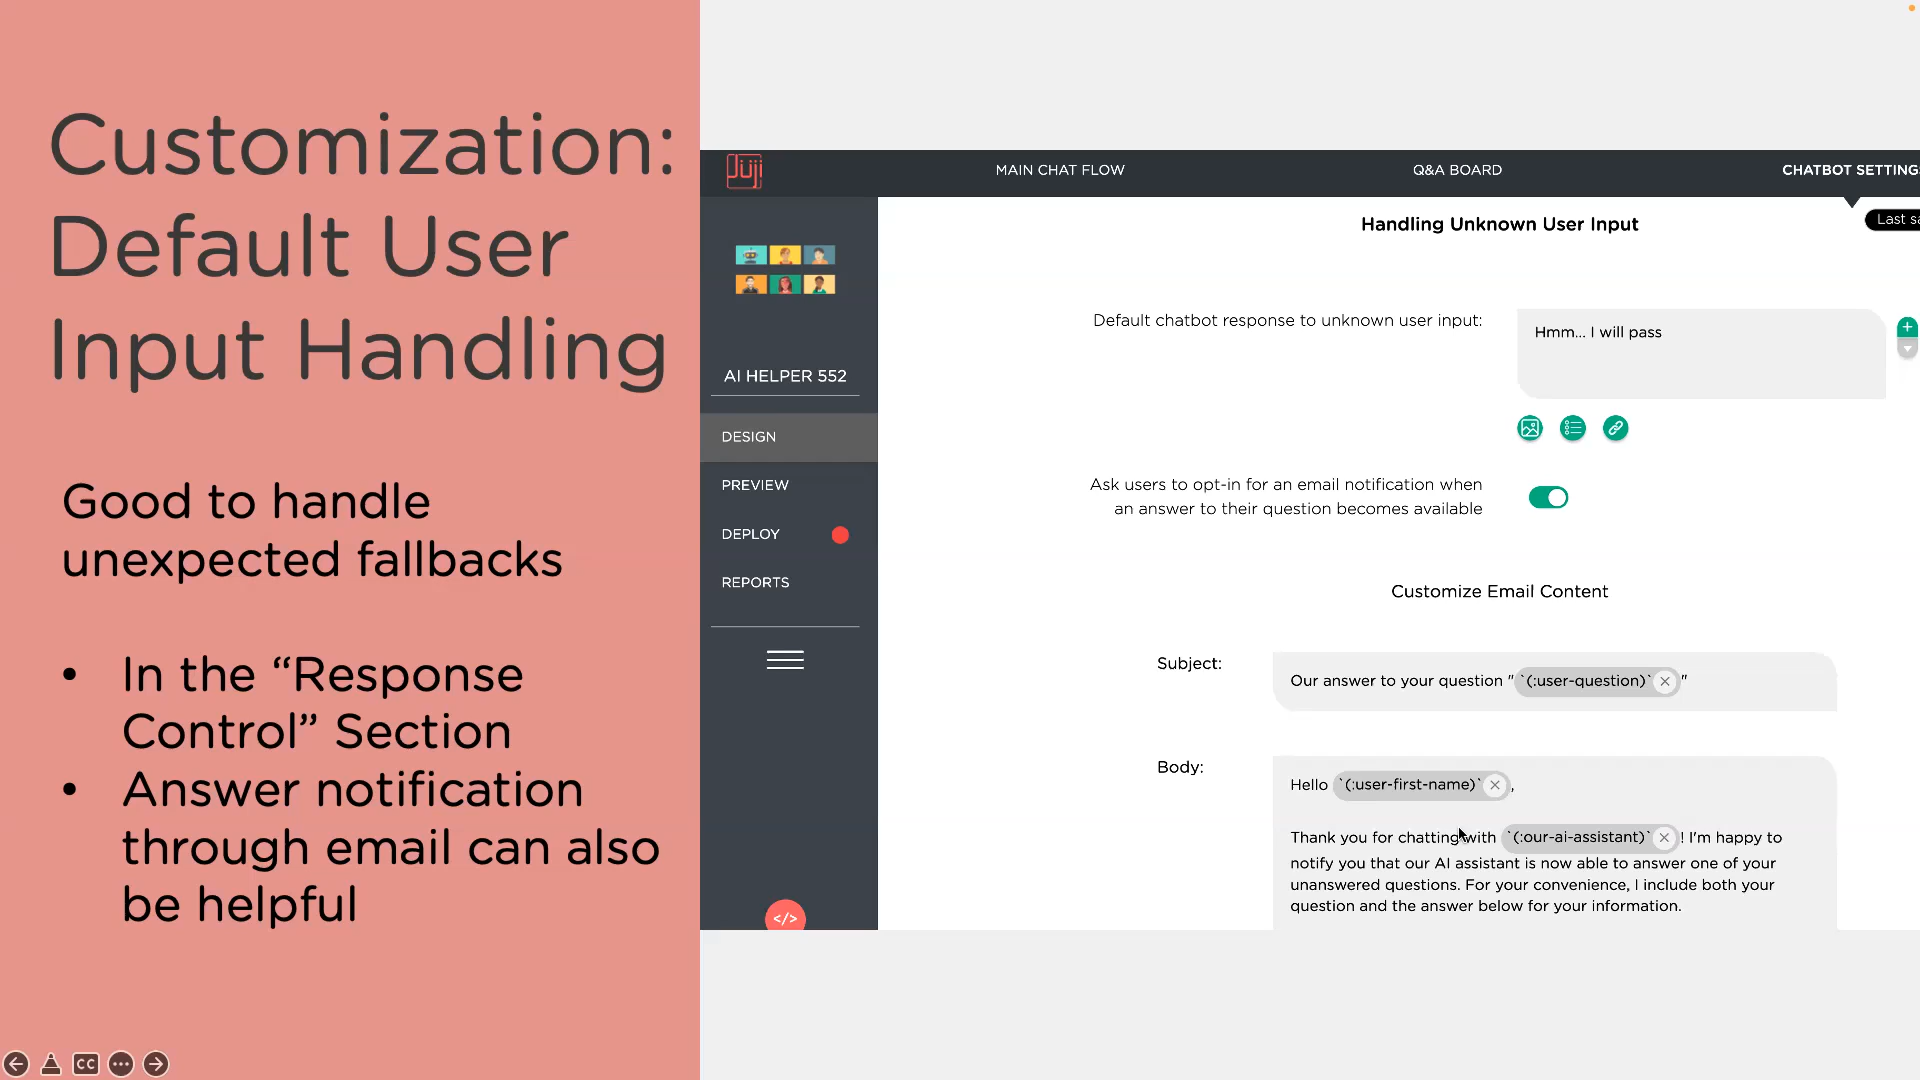 Customization:
Default User
Input Handling
Good to handle
unexpected fallbacks
• In the “Response
Control” Section
• Answer notification
through email can also
be helpful
CC
Juji
MAIN CHAT FLOW
Q&A BOARD
CHATBOT SETTINGS
Last sa
AI HELPER 552
DESIGN
PREVIEW
DEPLOY
REPORTS
</>
Handling Unknown User Input
Default chatbot response to unknown user input:
Hmm... I will pass
Ask users to opt-in for an email notification when
an answer to their question becomes available
Customize Email Content
Subject:
Our answer to your question "`(:user-question)`"
Body:
Hello `(:user-first-name)`,
Thank you for chatting with `(:our-ai-assistant)`! I'm happy to
notify you that our AI assistant is now able to answer one of your
unanswered questions. For your convenience, I include both your
question and the answer below for your information.